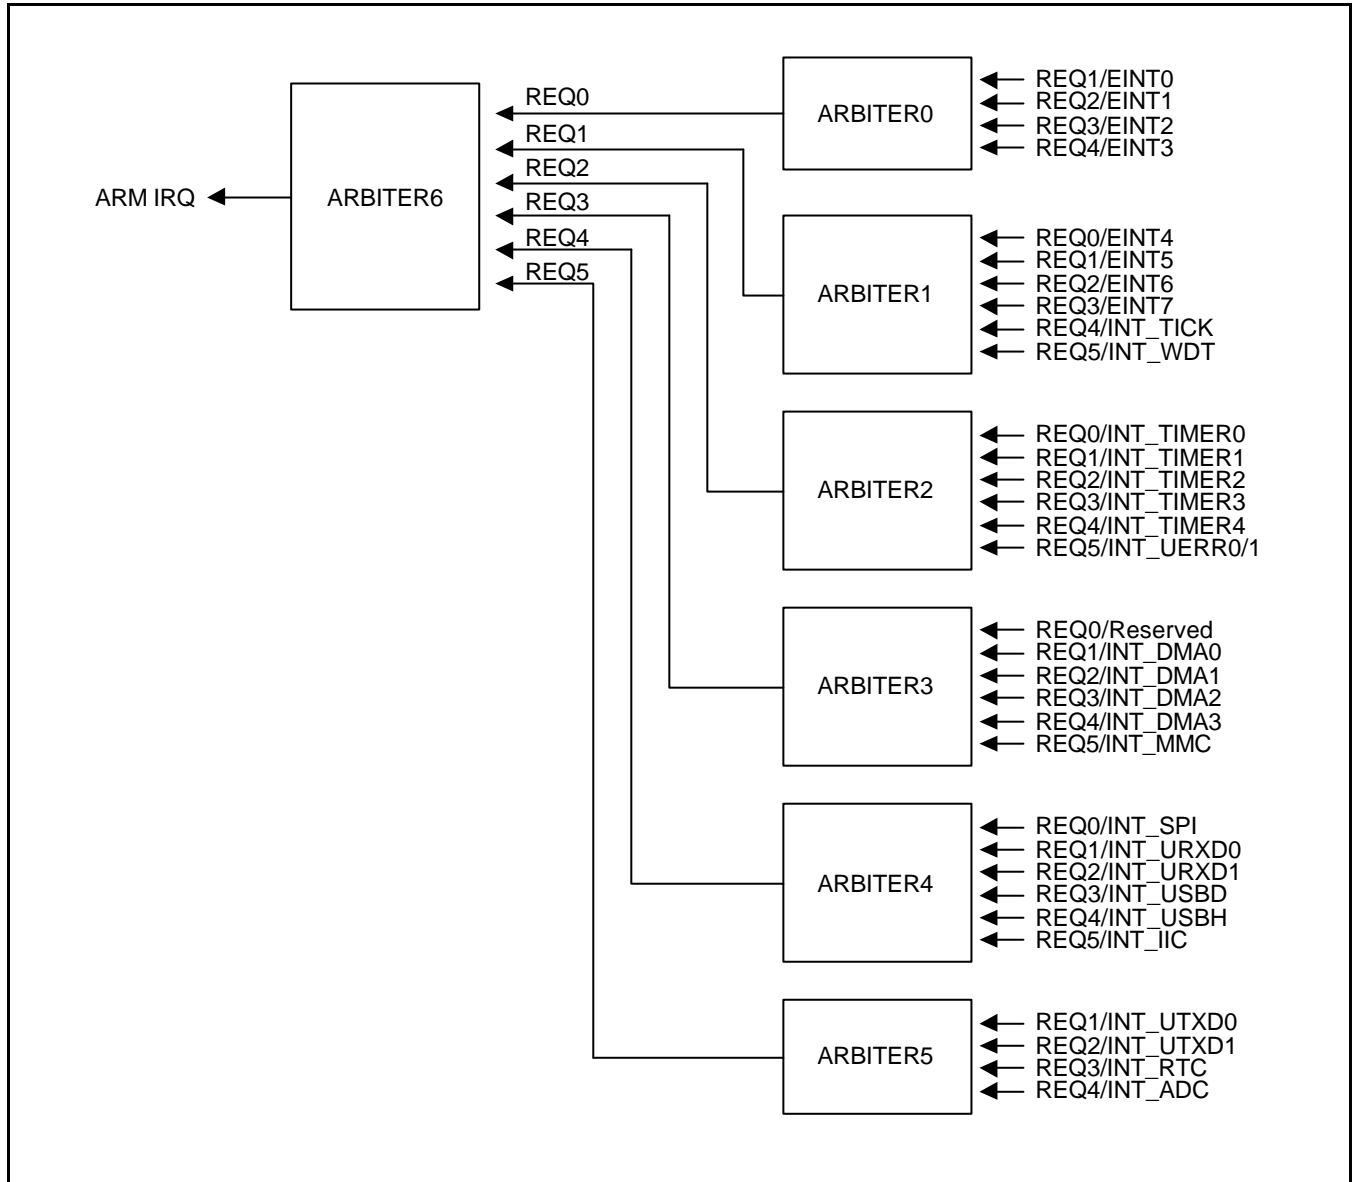 ARM IRQ
ARBITER6
REQ0
REQ1
REQ2
REQ3
REQ4
REQ5
ARBITER0
REQ1/EINT0
REQ2/EINT1
REQ3/EINT2
REQ4/EINT3
ARBITER1
REQ0/EINT4
REQ1/EINT5
REQ2/EINT6
REQ3/EINT7
REQ4/INT_TICK
REQ5/INT_WDT
ARBITER2
REQ0/INT_TIMER0
REQ1/INT_TIMER1
REQ2/INT_TIMER2
REQ3/INT_TIMER3
REQ4/INT_TIMER4
REQ5/INT_UERR0/1
ARBITER3
REQ0/Reserved
REQ1/INT_DMA0
REQ2/INT_DMA1
REQ3/INT_DMA2
REQ4/INT_DMA3
REQ5/INT_MMC
ARBITER4
REQ0/INT_SPI
REQ1/INT_URXD0
REQ2/INT_URXD1
REQ3/INT_USBD
REQ4/INT_USBH
REQ5/INT_IIC
ARBITER5
REQ1/INT_UTXD0
REQ2/INT_UTXD1
REQ3/INT_RTC
REQ4/INT_ADC